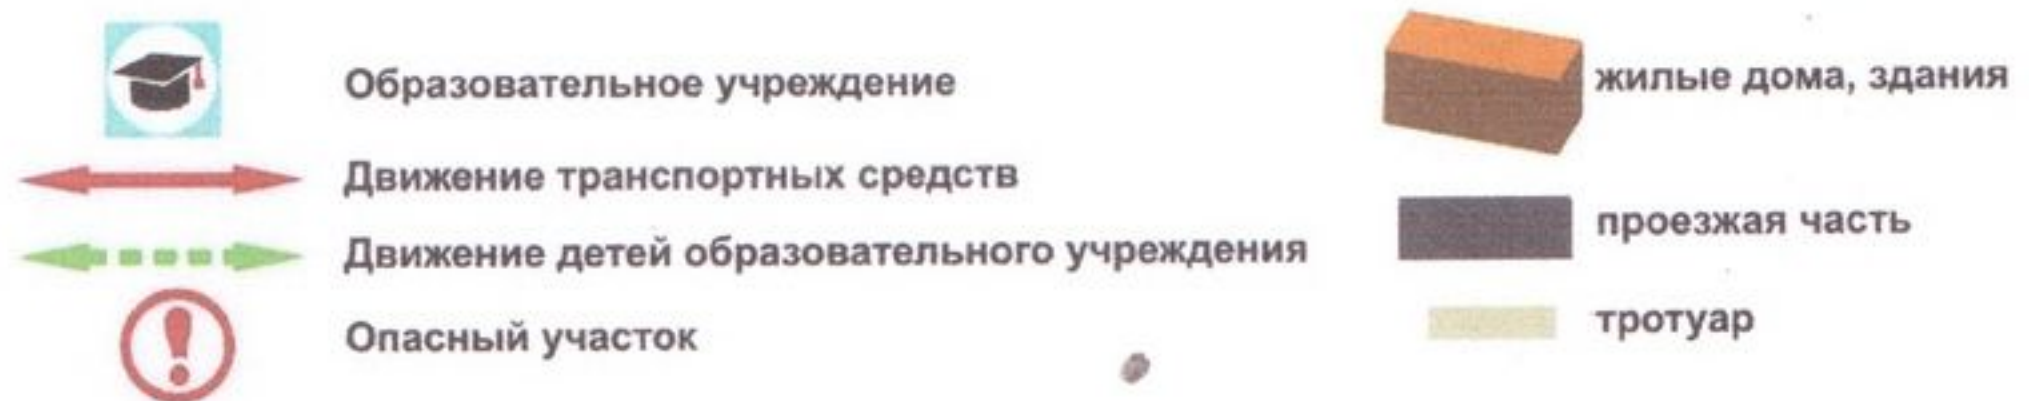 Образовательное учреждение
Движение транспортных средств
Движение детей образовательного учреждения
Опасный участок
жилые дома, здания
проезжая часть
тротуар